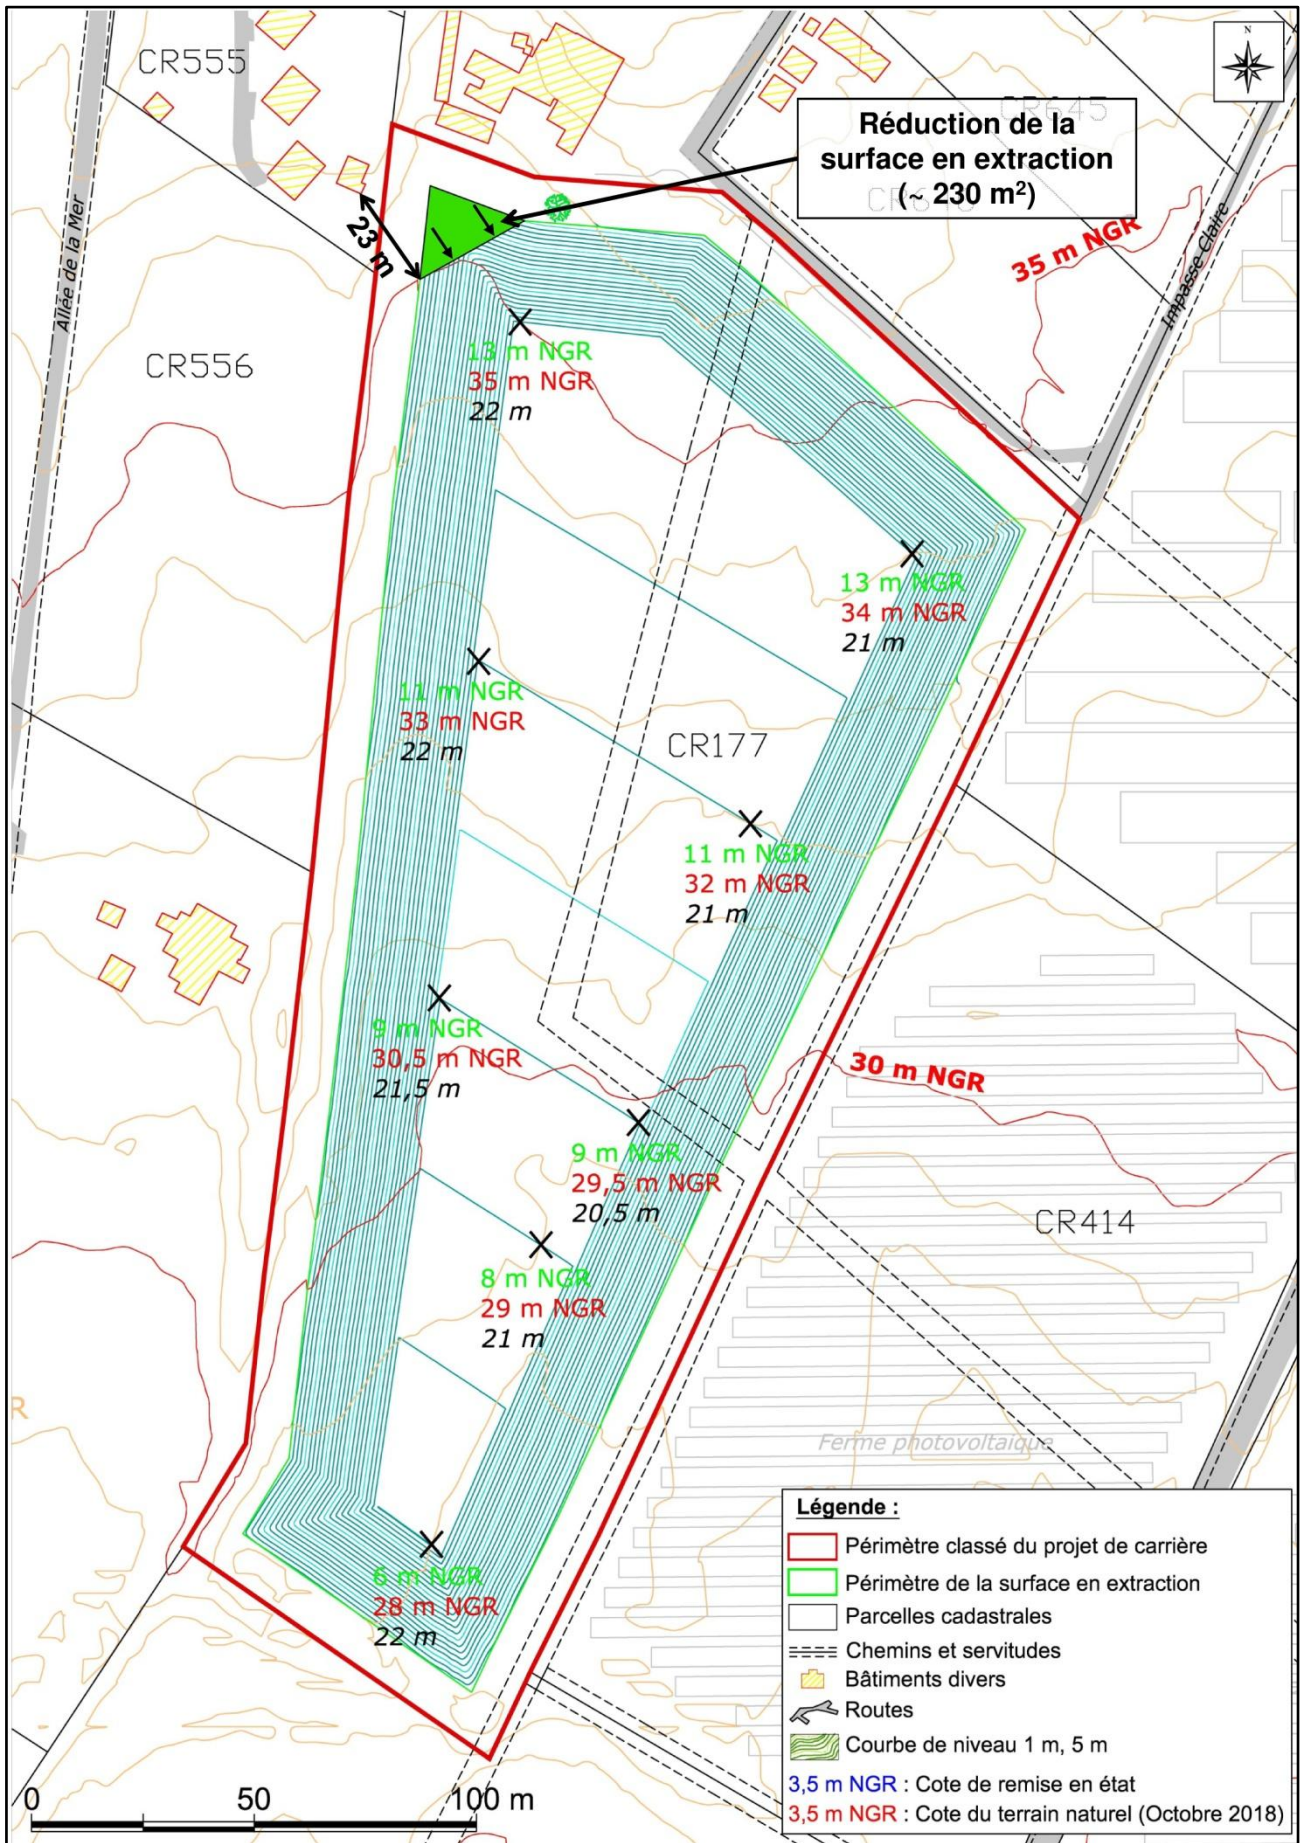 N
CR555
CR645
Réduction de la
surface en extraction
(~ 230 m²)
35 m NGR
Impasse Claire
Allée de la Mer
23 m
CR556
13 m NGR
35 m NGR
22 m
13 m NGR
34 m NGR
21 m
11 m NGR
33 m NGR
22 m
CR177
11 m NGR
32 m NGR
21 m
9 m NGR
30,5 m NGR
21,5 m
30 m NGR
9 m NGR
29,5 m NGR
20,5 m
CR414
8 m NGR
29 m NGR
21 m
R
Ferme photovoltaïque
6 m NGR
28 m NGR
22 m
Légende :
Périmètre classé du projet de carrière
Périmètre de la surface en extraction
Parcelles cadastrales
Chemins et servitudes
Bâtiments divers
Routes
Courbe de niveau 1 m, 5 m
3,5 m NGR : Cote de remise en état
3,5 m NGR : Cote du terrain naturel (Octobre 2018)
0 50 100 m